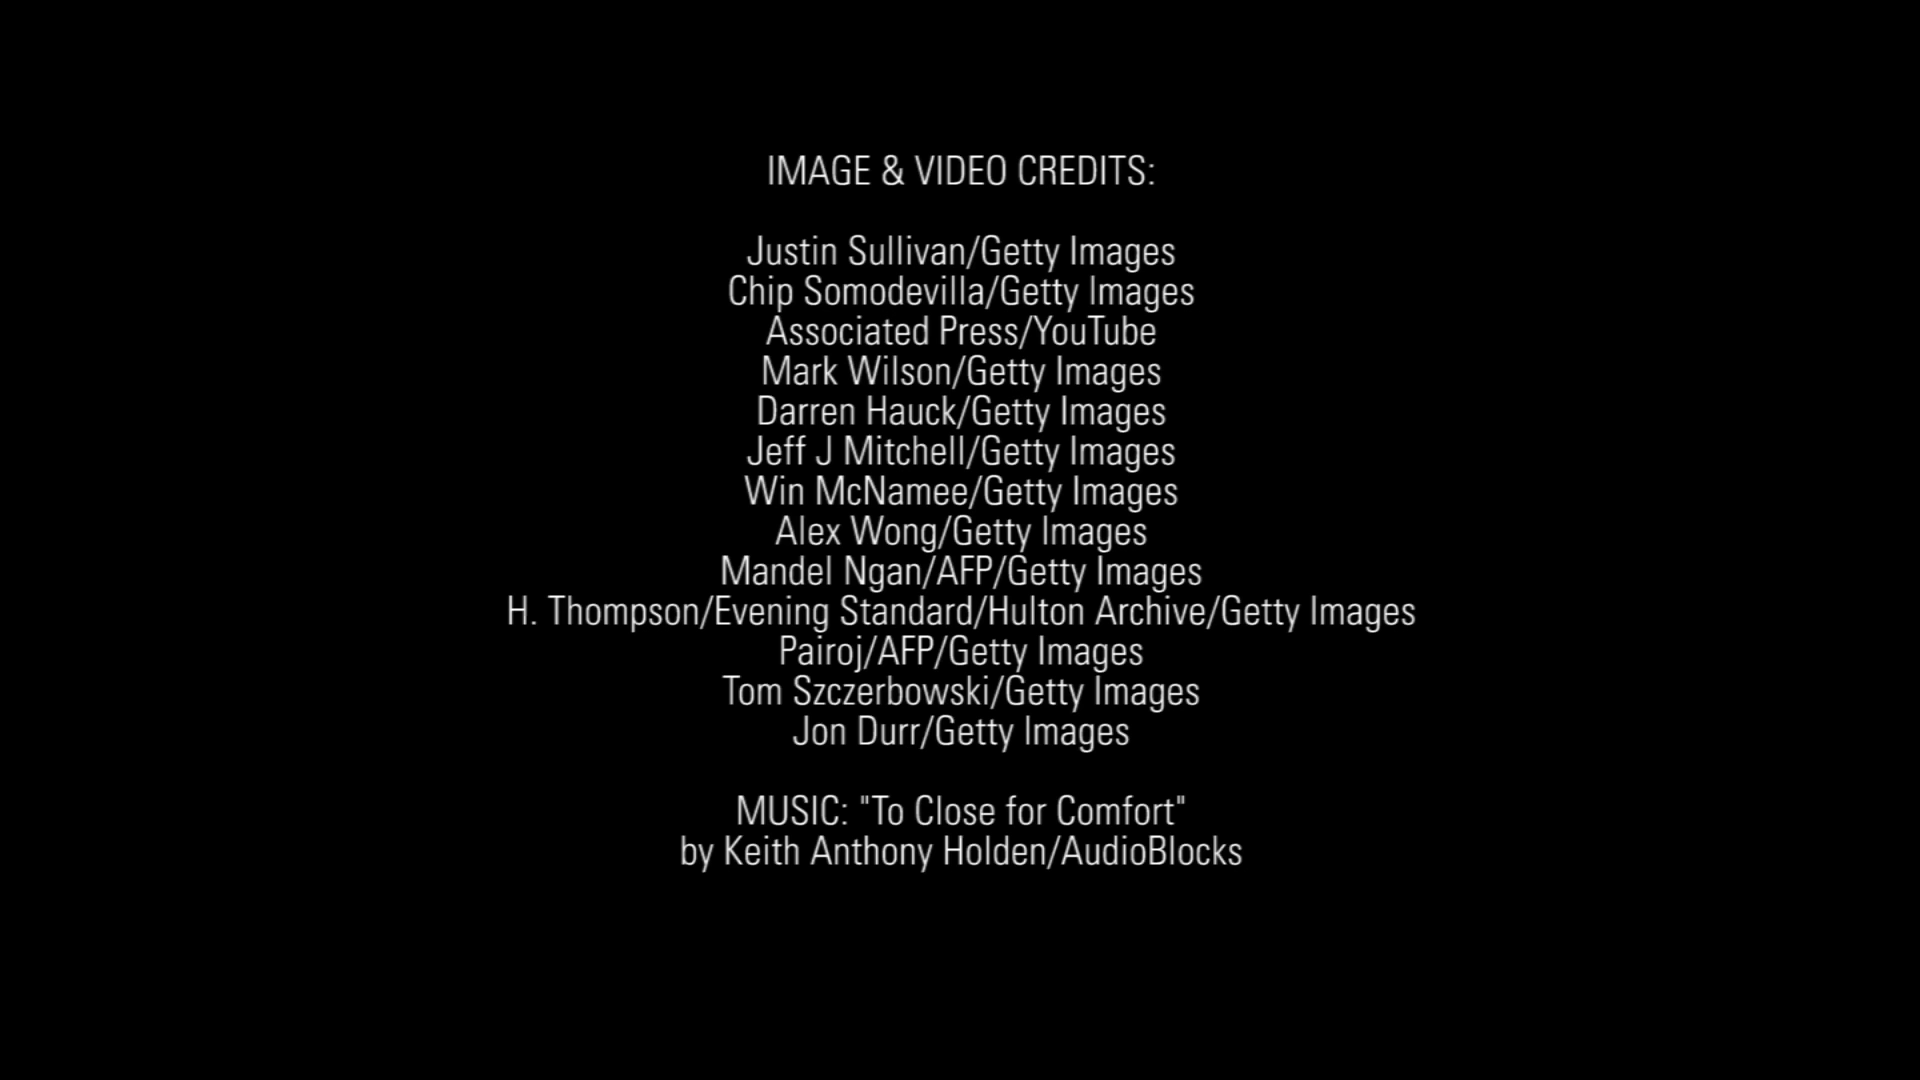 IMAGE & VIDEO CREDITS:
Justin Sullivan/Getty Images
Chip Somodevilla/Getty Images
Associated Press/YouTube
Mark Wilson/Getty Images
Darren Hauck/Getty Images
Jeff J Mitchell/Getty Images
Win McNamee/Getty Images
Alex Wong/Getty Images
Mandel Ngan/AFP/Getty Images
H. Thompson/Evening Standard/Hulton Archive/Getty Images
Pairoj/AFP/Getty Images
Tom Szczerbowski/Getty Images
Jon Durr/Getty Images
MUSIC: "To Close for Comfort"
by Keith Anthony Holden/AudioBlocks